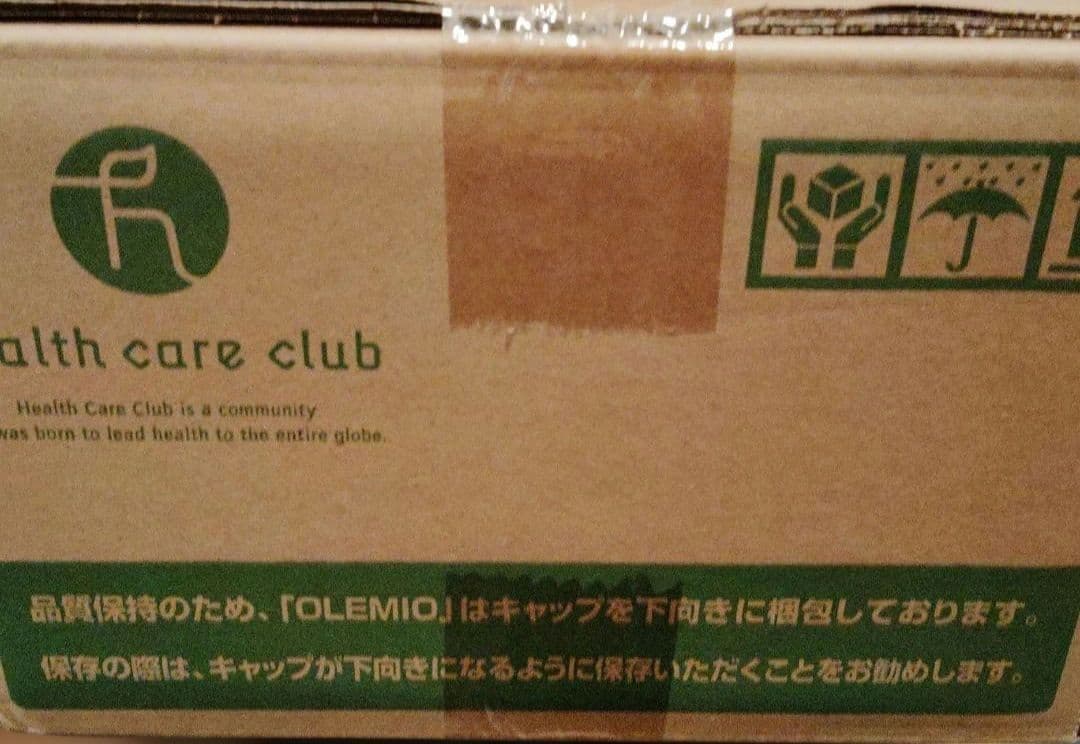 alth care club
Health Care Club is a community
was born to lead health to the entire globe.
品質保持のため、「OLEMIO」はキャップを下向きに梱包しております。
保存の際は、キャップが下向きになるように保存いただくことをお勧めします。